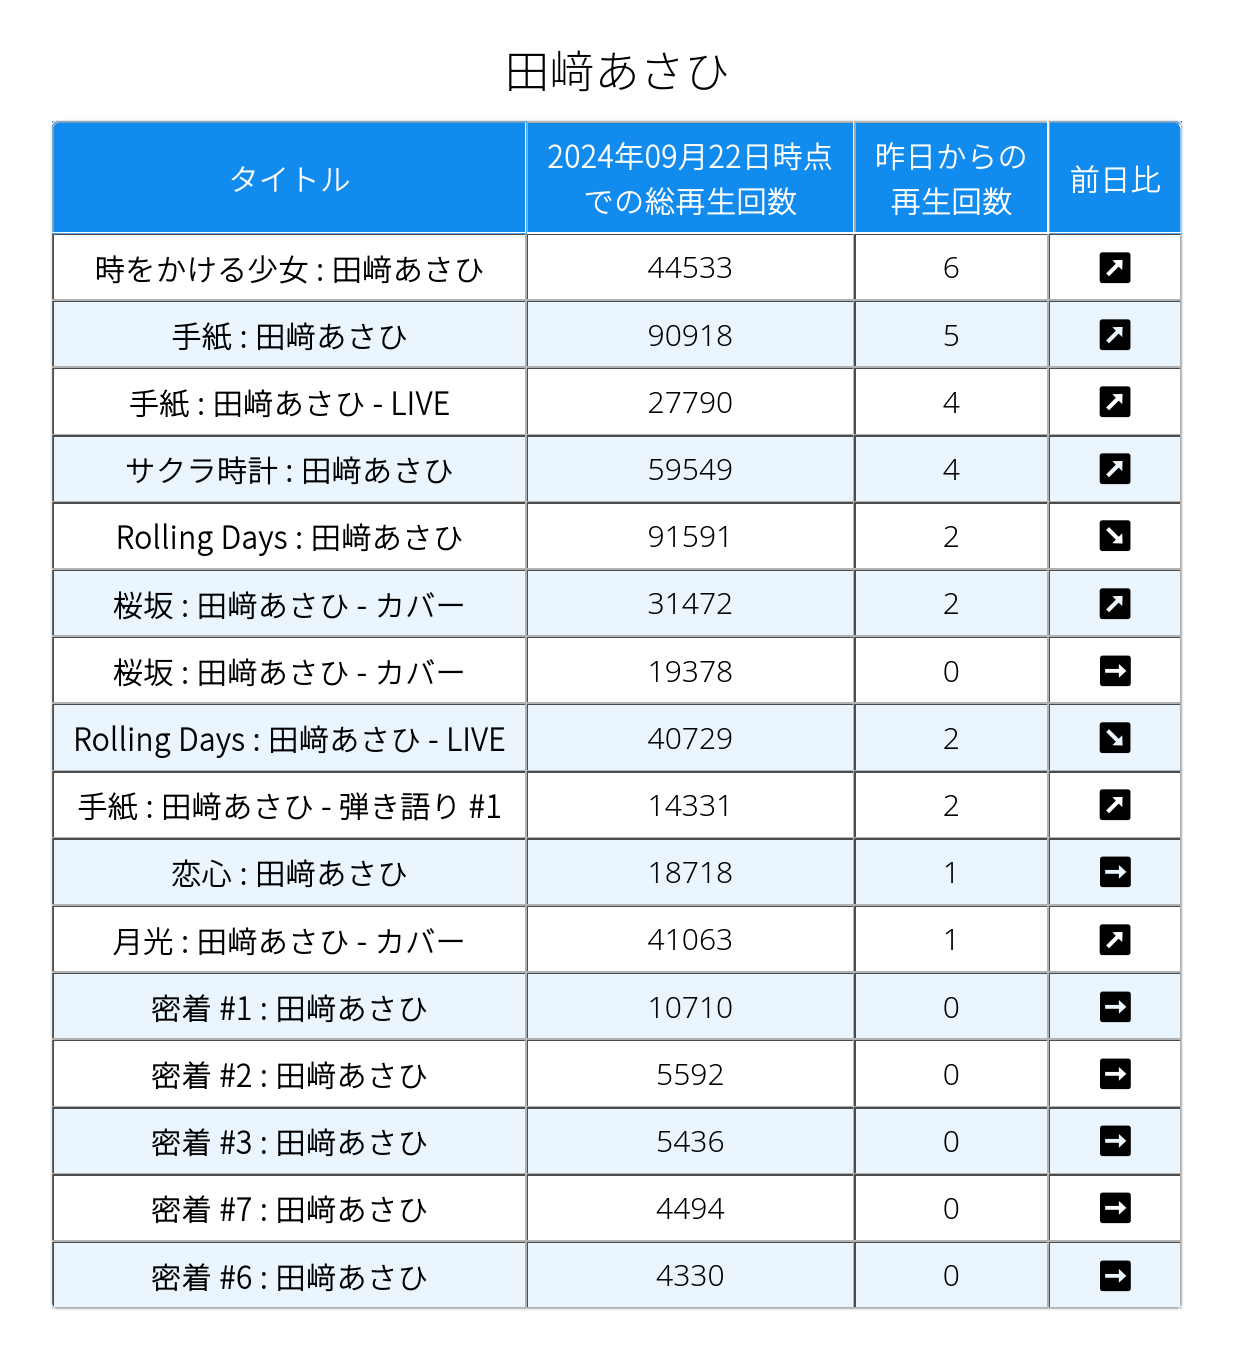 田﨑あさひ
タイトル 2024年09月22日時点での総再生回数 昨日からの再生回数 前日比
時をかける少女 : 田﨑あさひ 44533 6 ↗
手紙 : 田﨑あさひ 90918 5 ↗
手紙 : 田﨑あさひ - LIVE 27790 4 ↗
サクラ時計 : 田﨑あさひ 59549 4 ↗
Rolling Days : 田﨑あさひ 91591 2 ↘
桜坂 : 田﨑あさひ - カバー 31472 2 ↗
桜坂 : 田﨑あさひ - カバー 19378 0 →
Rolling Days : 田﨑あさひ - LIVE 40729 2 ↘
手紙 : 田﨑あさひ - 弾き語り #1 14331 2 ↗
恋心 : 田﨑あさひ 18718 1 →
月光 : 田﨑あさひ - カバー 41063 1 ↗
密着 #1 : 田﨑あさひ 10710 0 →
密着 #2 : 田﨑あさひ 5592 0 →
密着 #3 : 田﨑あさひ 5436 0 →
密着 #7 : 田﨑あさひ 4494 0 →
密着 #6 : 田﨑あさひ 4330 0 →